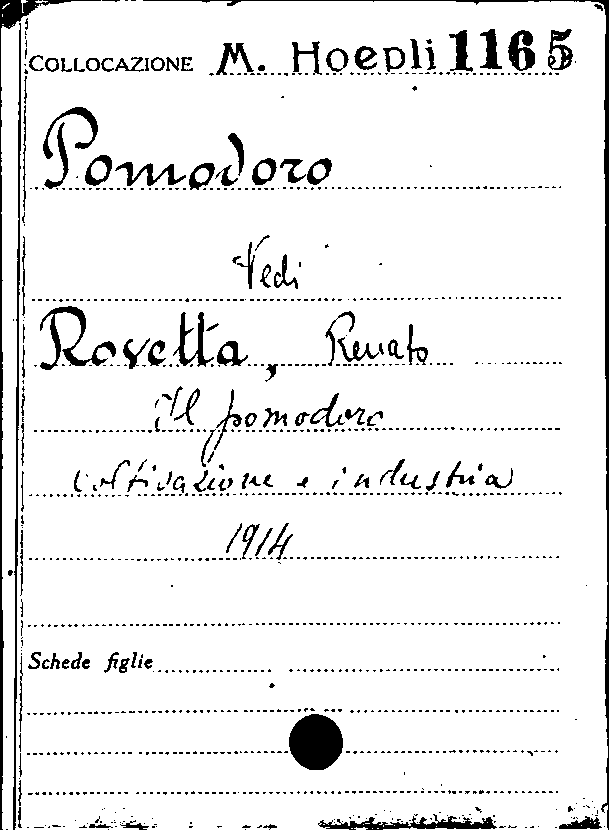 COLLOCAZIONE M. Hoepli 1165
Pomodoro
Vedi
Rovetta, Renato
Il pomodoro
coltivazione e industria
1914
Schede figlie